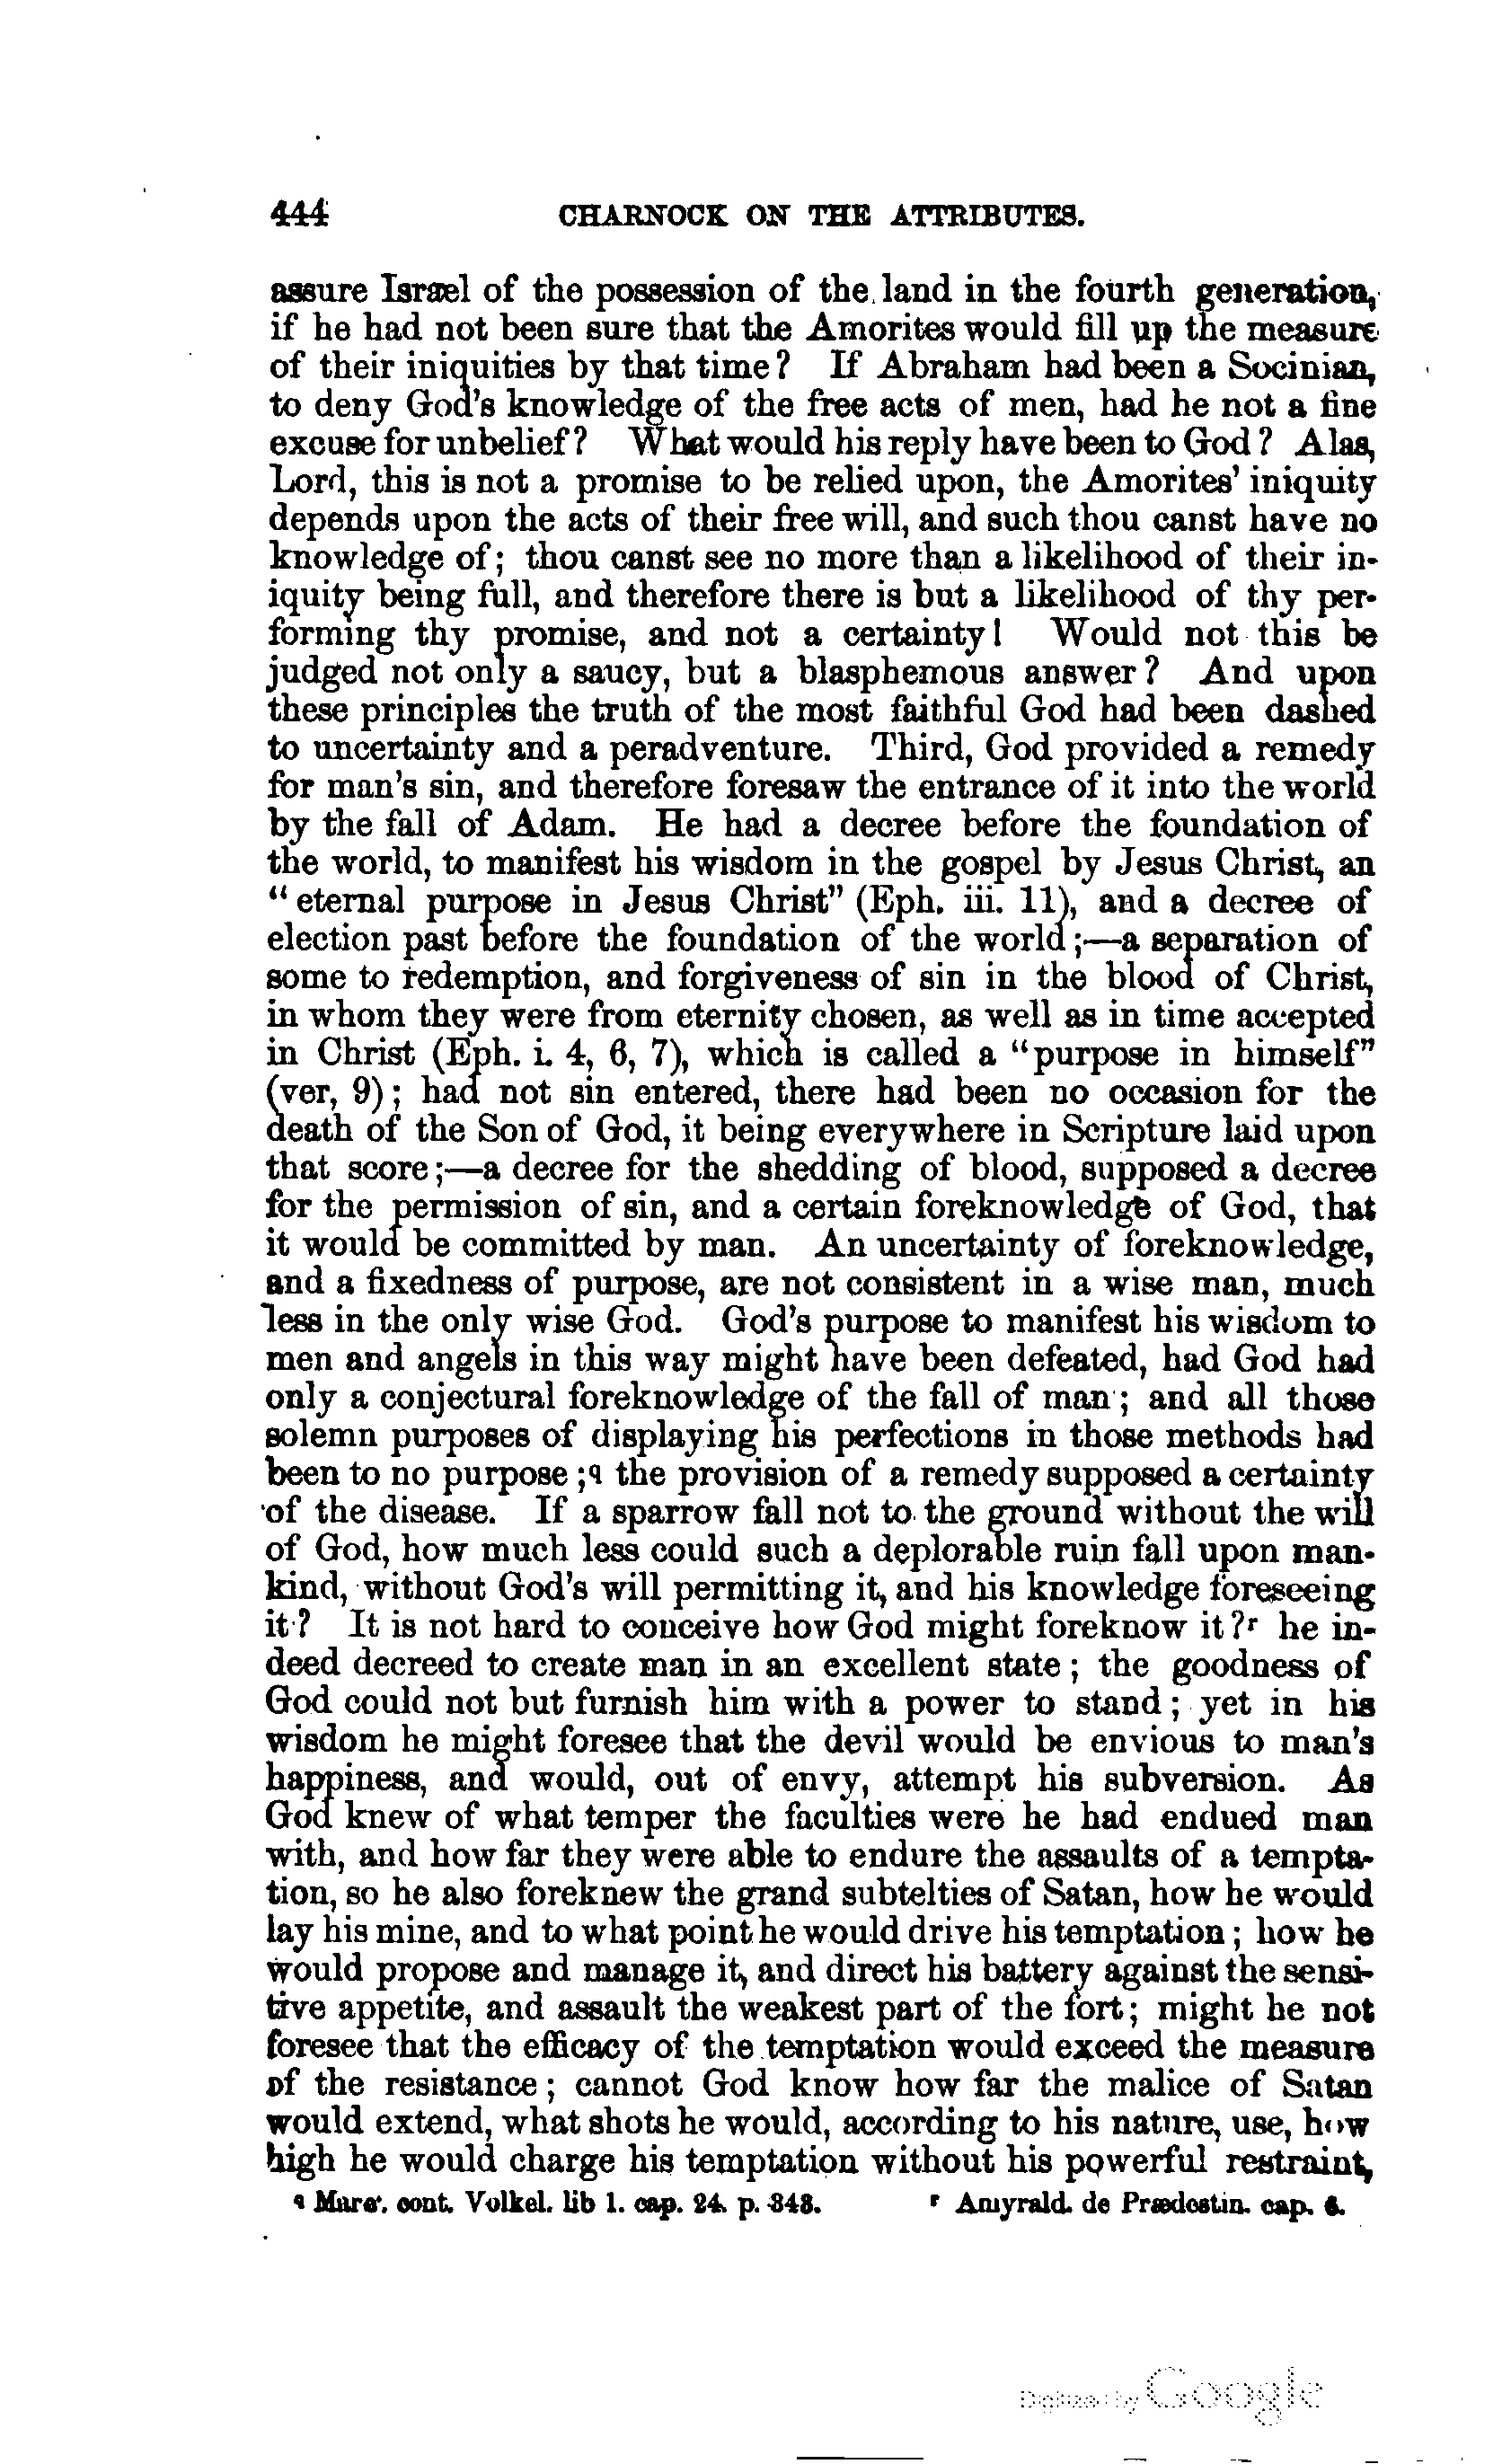 444 CHARNOCK ON THE ATTRIBUTES.
assure Israel of the possession of the land in the fourth generation,
if he had not been sure that the Amorites would fill up the measure
of their iniquities by that time? If Abraham had been a Socinian,
to deny God's knowledge of the free acts of men, had he not a fine
excuse for unbelief? What would his reply have been to God? Alas,
Lord, this is not a promise to be relied upon, the Amorites' iniquity
depends upon the acts of their free will, and such thou canst have no
knowledge of; thou canst see no more than a likelihood of their in-
iquity being full, and therefore there is but a likelihood of thy per-
forming thy promise, and not a certainty! Would not this be
judged not only a saucy, but a blasphemous answer? And upon
these principles the truth of the most faithful God had been dashed
to uncertainty and a peradventure. Third, God provided a remedy
for man's sin, and therefore foresaw the entrance of it into the world
by the fall of Adam. He had a decree before the foundation of
the world, to manifest his wisdom in the gospel by Jesus Christ, an
"eternal purpose in Jesus Christ" (Eph. iii. 11), and a decree of
election past before the foundation of the world;—a separation of
some to redemption, and forgiveness of sin in the blood of Christ,
in whom they were from eternity chosen, as well as in time accepted
in Christ (Eph. i. 4, 6, 7), which is called a "purpose in himself"
(ver, 9); had not sin entered, there had been no occasion for the
death of the Son of God, it being everywhere in Scripture laid upon
that score;—a decree for the shedding of blood, supposed a decree
for the permission of sin, and a certain foreknowledge of God, that
it would be committed by man. An uncertainty of foreknowledge,
and a fixedness of purpose, are not consistent in a wise man, much
less in the only wise God. God's purpose to manifest his wisdom to
men and angels in this way might have been defeated, had God had
only a conjectural foreknowledge of the fall of man; and all those
solemn purposes of displaying his perfections in those methods had
been to no purpose;q the provision of a remedy supposed a certainty
of the disease. If a sparrow fall not to the ground without the will
of God, how much less could such a deplorable ruin fall upon man-
kind, without God's will permitting it, and his knowledge foreseeing
it? It is not hard to conceive how God might foreknow it?r he in-
deed decreed to create man in an excellent state; the goodness of
God could not but furnish him with a power to stand; yet in his
wisdom he might foresee that the devil would be envious to man's
happiness, and would, out of envy, attempt his subversion. As
God knew of what temper the faculties were he had endued man
with, and how far they were able to endure the assaults of a tempta-
tion, so he also foreknew the grand subtelties of Satan, how he would
lay his mine, and to what point he would drive his temptation; how he
would propose and manage it, and direct his battery against the sensi-
tive appetite, and assault the weakest part of the fort; might he not
foresee that the efficacy of the temptation would exceed the measure
of the resistance; cannot God know how far the malice of Satan
would extend, what shots he would, according to his nature, use, how
high he would charge his temptation without his powerful restraint,
q Mares. cont. Volkel. lib 1. cap. 24. p. 343. r Amyrald. de Prædestin. cap. 6.
Digitized by Google